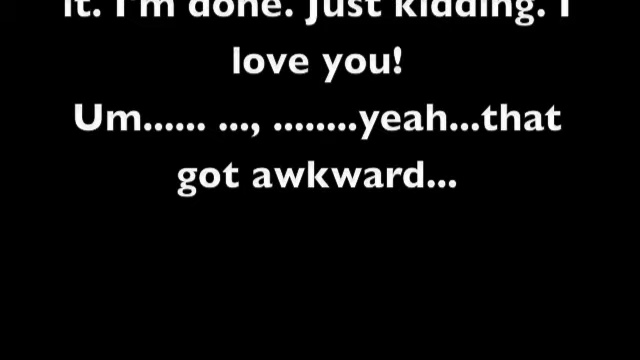 it. I'm done. Just kidding. I
love you!
Um...... ..., ........yeah...that
got awkward...